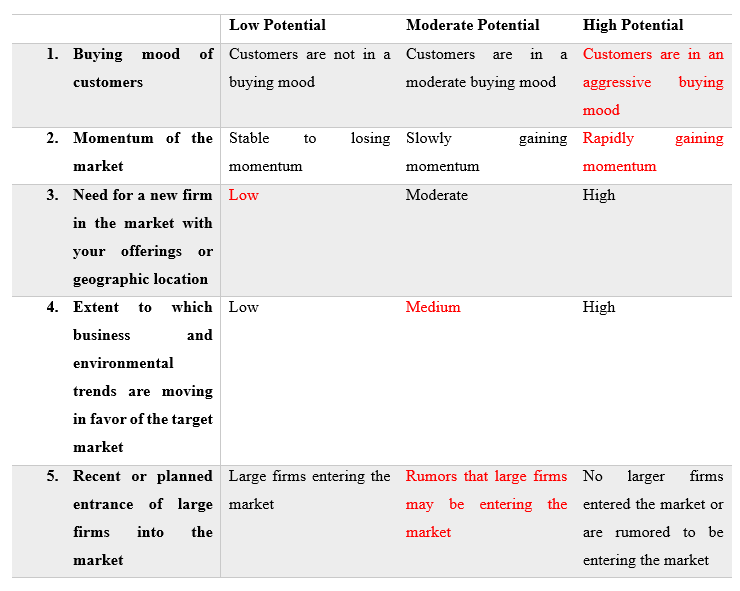 Low Potential Moderate Potential High Potential
1. Buying mood of customers
Customers are not in a buying mood
Customers are in a moderate buying mood
Customers are in an aggressive buying mood
2. Momentum of the market
Stable to losing momentum
Slowly gaining momentum
Rapidly gaining momentum
3. Need for a new firm in the market with your offerings or geographic location
Low
Moderate
High
4. Extent to which business and environmental trends are moving in favor of the target market
Low
Medium
High
5. Recent or planned entrance of large firms into the market
Large firms entering the market
Rumors that large firms may be entering the market
No larger firms entered the market or are rumored to be entering the market